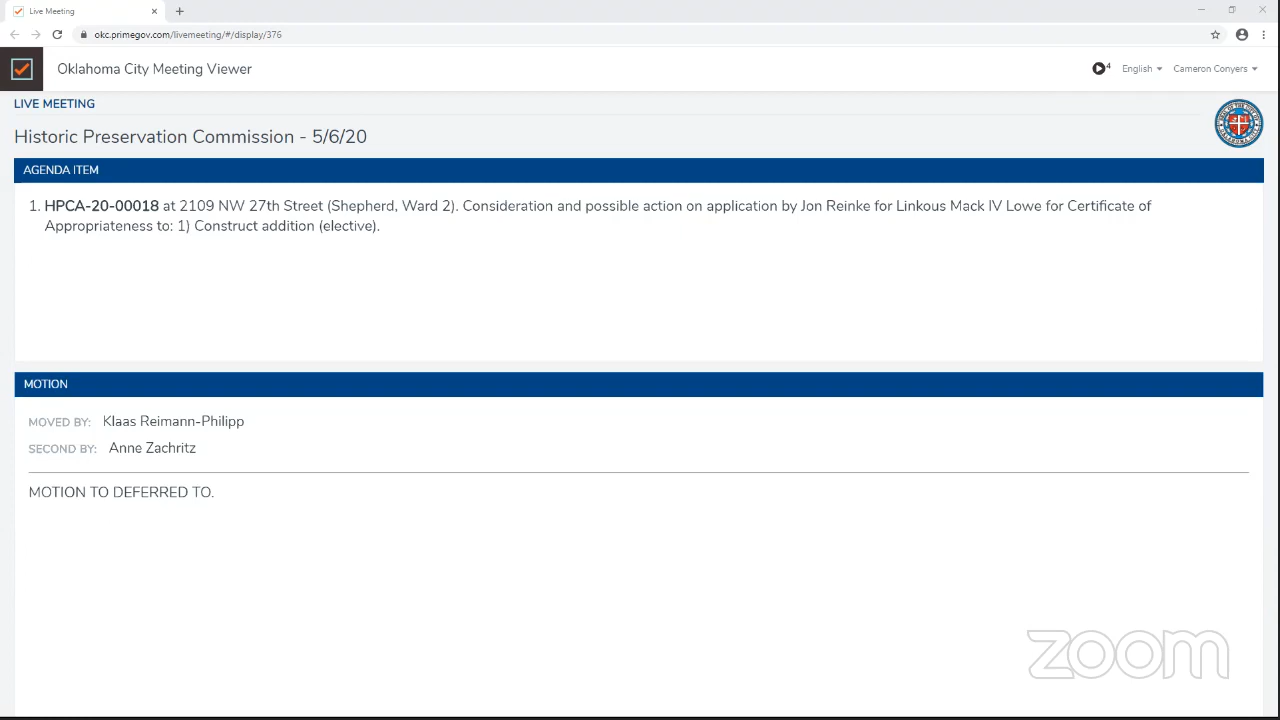 Live Meeting
okc.primegov.com/livemeeting/#/display/376
Oklahoma City Meeting Viewer
4
English
Cameron Conyers
LIVE MEETING
Historic Preservation Commission - 5/6/20
AGENDA ITEM
1. HPCA-20-00018 at 2109 NW 27th Street (Shepherd, Ward 2). Consideration and possible action on application by Jon Reinke for Linkous Mack IV Lowe for Certificate of
Appropriateness to: 1) Construct addition (elective).
MOTION
MOVED BY: Klaas Reimann-Philipp
SECOND BY: Anne Zachritz
MOTION TO DEFERRED TO.
zoom